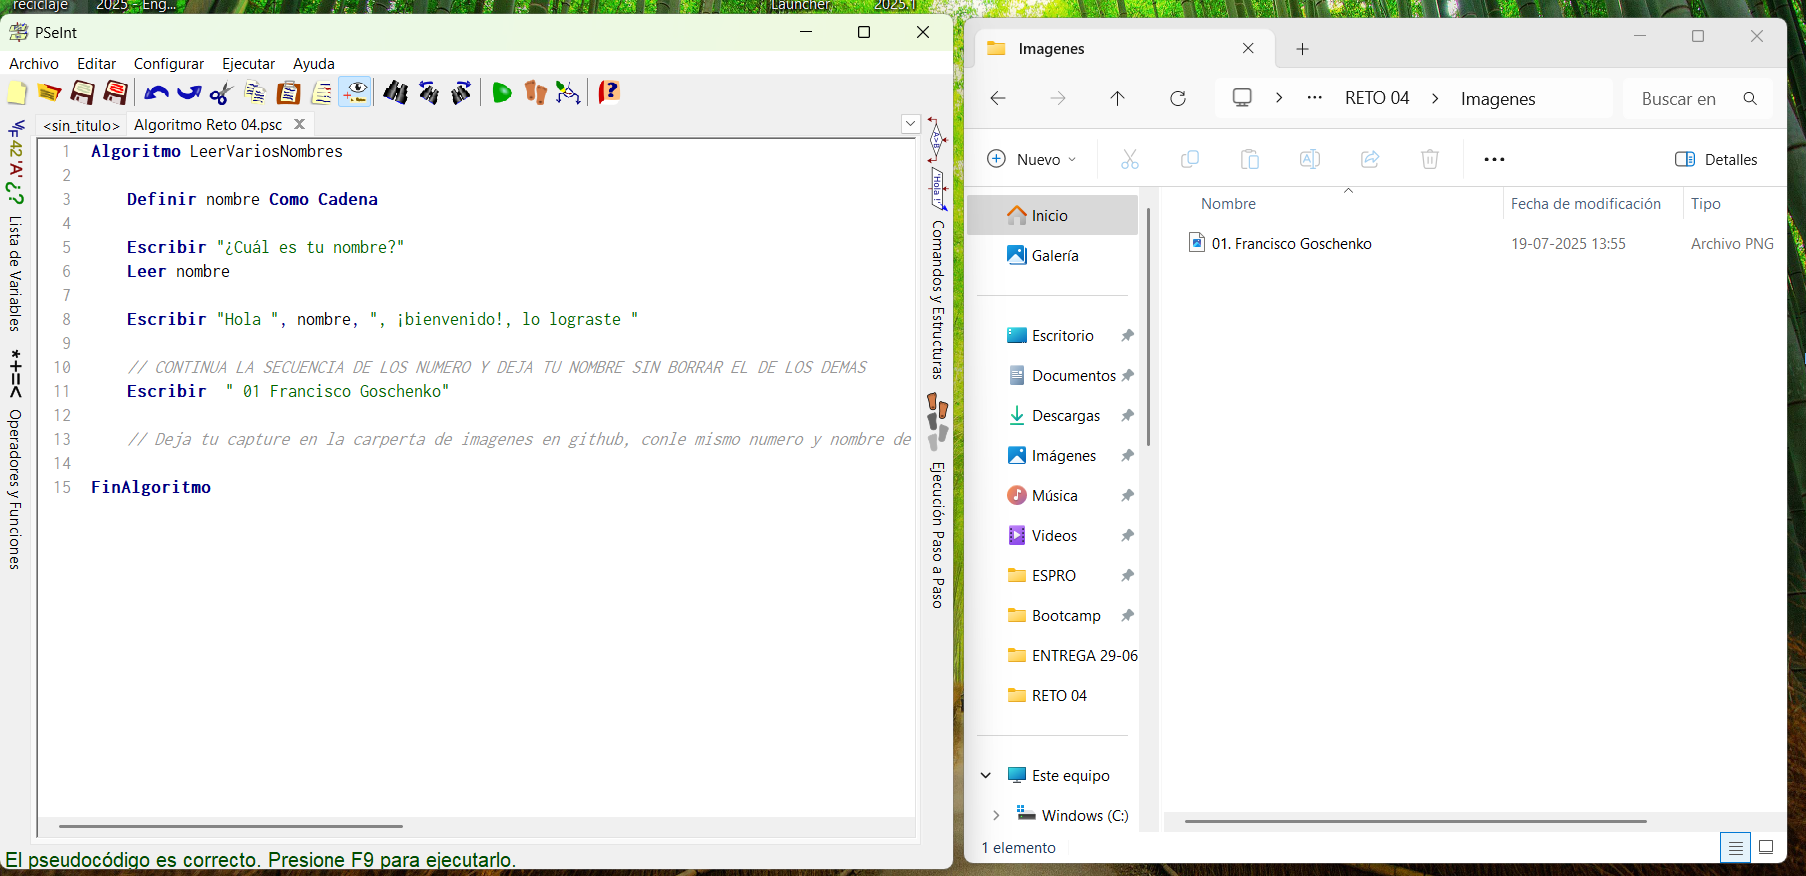 reciclaje 2025 - Eng... Launcher 2025.1
PSeInt
Archivo Editar Configurar Ejecutar Ayuda
<sin_titulo> Algoritmo Reto 04.psc
1 Algoritmo LeerVariosNombres
2
3 Definir nombre Como Cadena
4
5 Escribir "¿Cuál es tu nombre?"
6 Leer nombre
7
8 Escribir "Hola ", nombre, ", ¡bienvenido!, lo lograste "
9
10 // CONTINUA LA SECUENCIA DE LOS NUMERO Y DEJA TU NOMBRE SIN BORRAR EL DE LOS DEMAS
11 Escribir " 01 Francisco Goschenko"
12
13 // Deja tu capture en la carperta de imagenes en github, conle mismo numero y nombre de
14
15 FinAlgoritmo
Lista de Variables
*+=<
Operadores y Funciones
Comandos y Estructuras
Ejecución Paso a Paso
El pseudocódigo es correcto. Presione F9 para ejecutarlo.
Imagenes
RETO 04 > Imagenes
Buscar en
Nuevo
Detalles
Nombre Fecha de modificación Tipo
01. Francisco Goschenko 19-07-2025 13:55 Archivo PNG
Inicio
Galería
Escritorio
Documentos
Descargas
Imágenes
Música
Videos
ESPRO
Bootcamp
ENTREGA 29-06
RETO 04
Este equipo
Windows (C:)
1 elemento